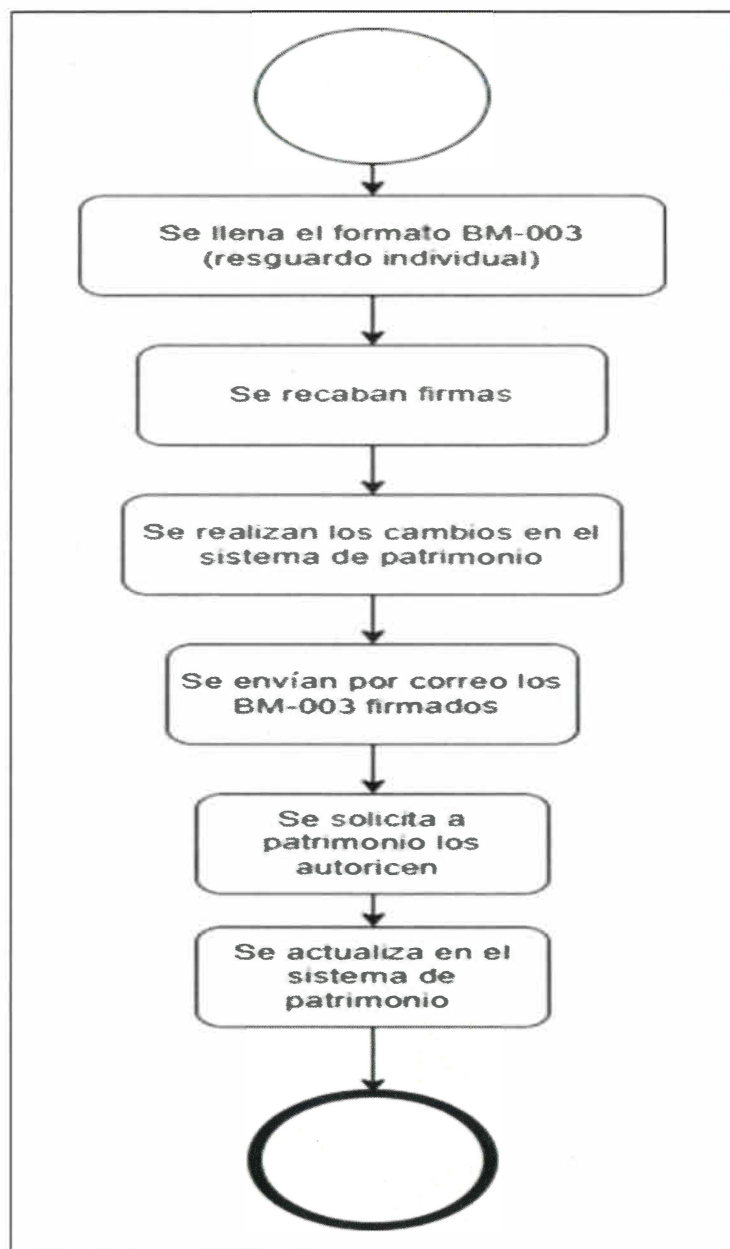 Se llena el formato BM-003
(resguardo individual)
Se recaban firmas
Se realizan los cambios en el
sistema de patrimonio
Se envían por correo los
BM-003 firmados
Se solicita a
patrimonio los
autoricen
Se actualiza en el
sistema de
patrimonio